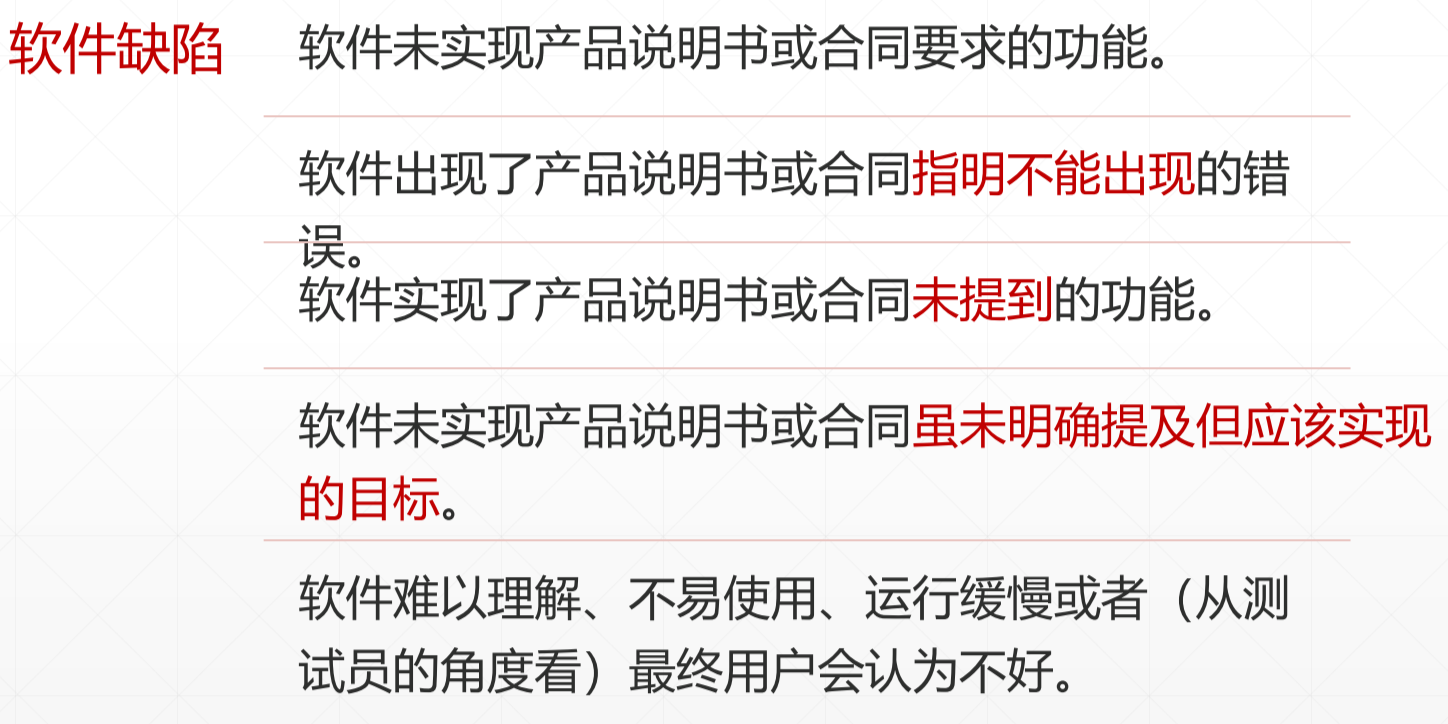 软件缺陷
软件未实现产品说明书或合同要求的功能。
软件出现了产品说明书或合同指明不能出现的错
误。
软件实现了产品说明书或合同未提到的功能。
软件未实现产品说明书或合同虽未明确提及但应该实现
的目标。
软件难以理解、不易使用、运行缓慢或者（从测
试员的角度看）最终用户会认为不好。